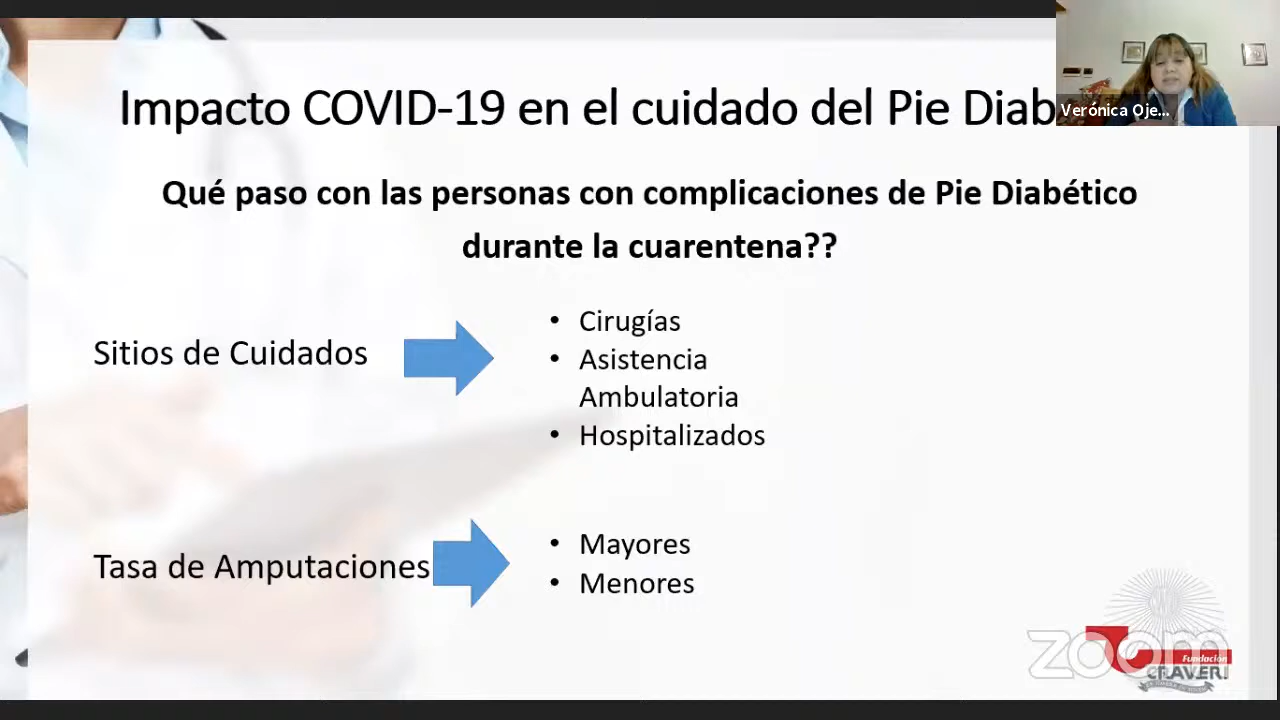 Impacto COVID-19 en el cuidado del Pie Diab
Verónica Oje...
Qué paso con las personas con complicaciones de Pie Diabético
durante la cuarentena??
Sitios de Cuidados
• Cirugías
• Asistencia
Ambulatoria
• Hospitalizados
Tasa de Amputaciones
• Mayores
• Menores
zoom
Fundación
CRAVERI